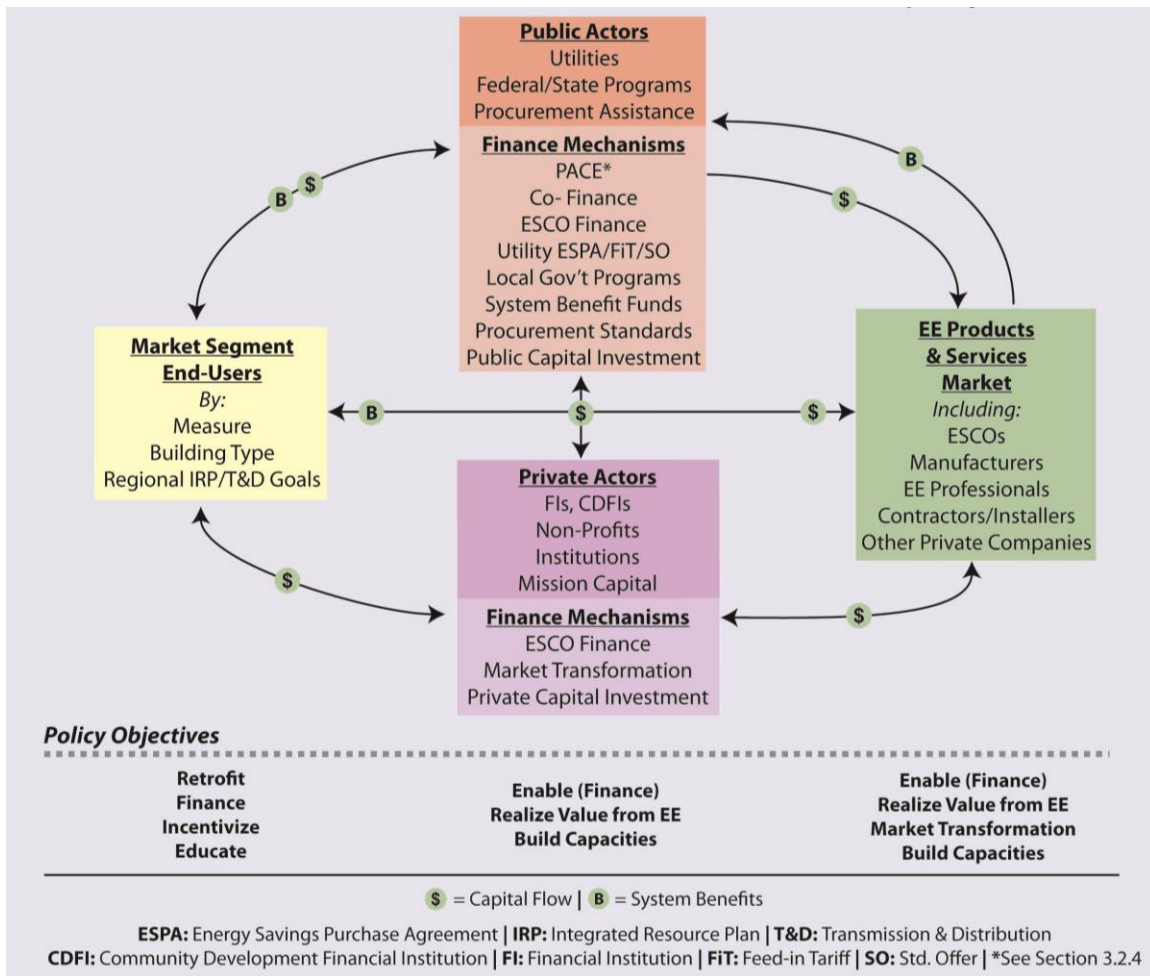 Public Actors
Utilities
Federal/State Programs
Procurement Assistance
Finance Mechanisms
PACE*
Co- Finance
ESCO Finance
Utility ESPA/FiT/SO
Local Gov’t Programs
System Benefit Funds
Procurement Standards
Public Capital Investment
B
$
$
B
Market Segment
End-Users
By:
Measure
Building Type
Regional IRP/T&D Goals
B
$
$
EE Products
& Services
Market
Including:
ESCOs
Manufacturers
EE Professionals
Contractors/Installers
Other Private Companies
Private Actors
FIs, CDFIs
Non-Profits
Institutions
Mission Capital
Finance Mechanisms
ESCO Finance
Market Transformation
Private Capital Investment
$
$
Policy Objectives
Retrofit
Finance
Incentivize
Educate
Enable (Finance)
Realize Value from EE
Build Capacities
Enable (Finance)
Realize Value from EE
Market Transformation
Build Capacities
$ = Capital Flow | B = System Benefits
ESPA: Energy Savings Purchase Agreement | IRP: Integrated Resource Plan | T&D: Transmission & Distribution
CDFI: Community Development Financial Institution | FI: Financial Institution | FiT: Feed-in Tariff | SO: Std. Offer | *See Section 3.2.4